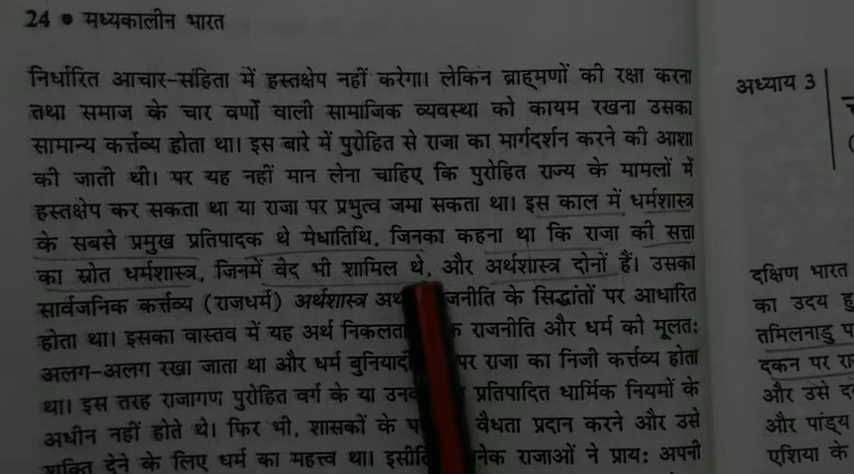 24 • मध्यकालीन भारत
निर्धारित आचार-संहिता में हस्तक्षेप नहीं करेगा। लेकिन ब्राह्मणों की रक्षा करना
तथा समाज के चार वर्णों वाली सामाजिक व्यवस्था को कायम रखना उसका
सामान्य कर्त्तव्य होता था। इस बारे में पुरोहित से राजा का मार्गदर्शन करने की आशा
की जाती थी। पर यह नहीं मान लेना चाहिए कि पुरोहित राज्य के मामलों में
हस्तक्षेप कर सकता था या राजा पर प्रभुत्व जमा सकता था। इस काल में धर्मशास्त्र
के सबसे प्रमुख प्रतिपादक थे मेधातिथि, जिनका कहना था कि राजा की सत्ता
का स्रोत धर्मशास्त्र, जिनमें वेद भी शामिल थे, और अर्थशास्त्र दोनों हैं। उसका
सार्वजनिक कर्त्तव्य (राजधर्म) अर्थशास्त्र के सिद्धांतों पर आधारित
होता था। इसका वास्तव में यह अर्थ राजनीति और धर्म को मूलतः
अलग-अलग रखा जाता था और धर्म पर राजा का निजी कर्त्तव्य होता
था। इस तरह राजागण पुरोहित वर्ग के या प्रतिपादित धार्मिक नियमों के
अधीन नहीं होते थे। फिर भी, शासकों के वैधता प्रदान करने और उसे
शक्ति देने के लिए धर्म का महत्त्व था। राजाओं ने प्रायः अपनी
अध्याय 3
दक्षिण भारत
का उदय
तमिलनाडु
दकन पर
और उसे
और पांड्य
एशिया के